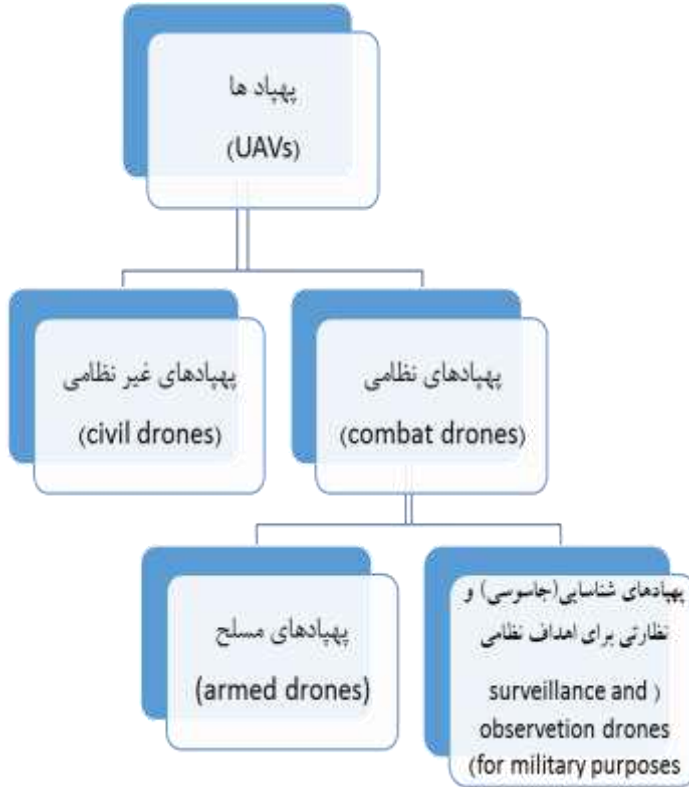 پهپاد ها
(UAVs)
پهپادهای نظامی
(combat drones)
پهپادهای غیر نظامی
(civil drones)
پهپادهای شناسایی(جاسوسی) و
نظارتی برای اهداف نظامی
surveillance and (
observetion drones
(for military purposes
پهپادهای مسلح
(armed drones)